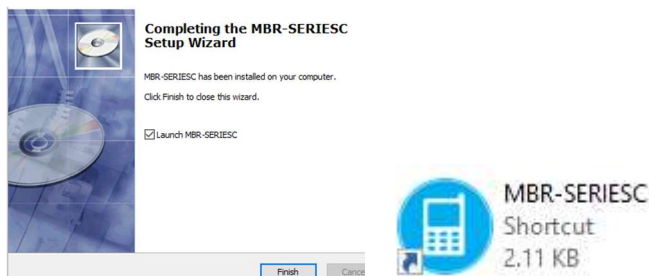 Completing the MBR-SERIESC
Setup Wizard
MBR-SERIESC has been installed on your computer.
Click Finish to close this wizard.
Launch MBR-SERIESC
Finish
Cance
MBR-SERIESC
Shortcut
2.11 KB